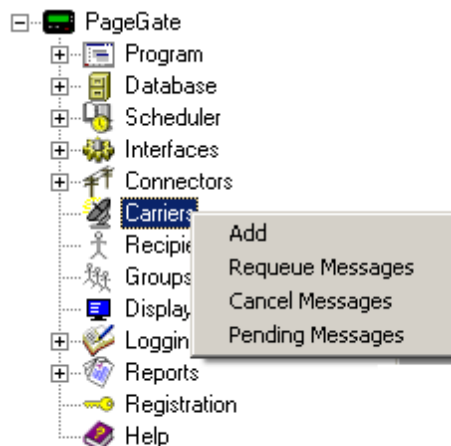 PageGate
Program
Database
Scheduler
Interfaces
Connectors
Carriers
Recipie
Groups
Display
Loggin
Reports
Registration
Help
Add
Requeue Messages
Cancel Messages
Pending Messages